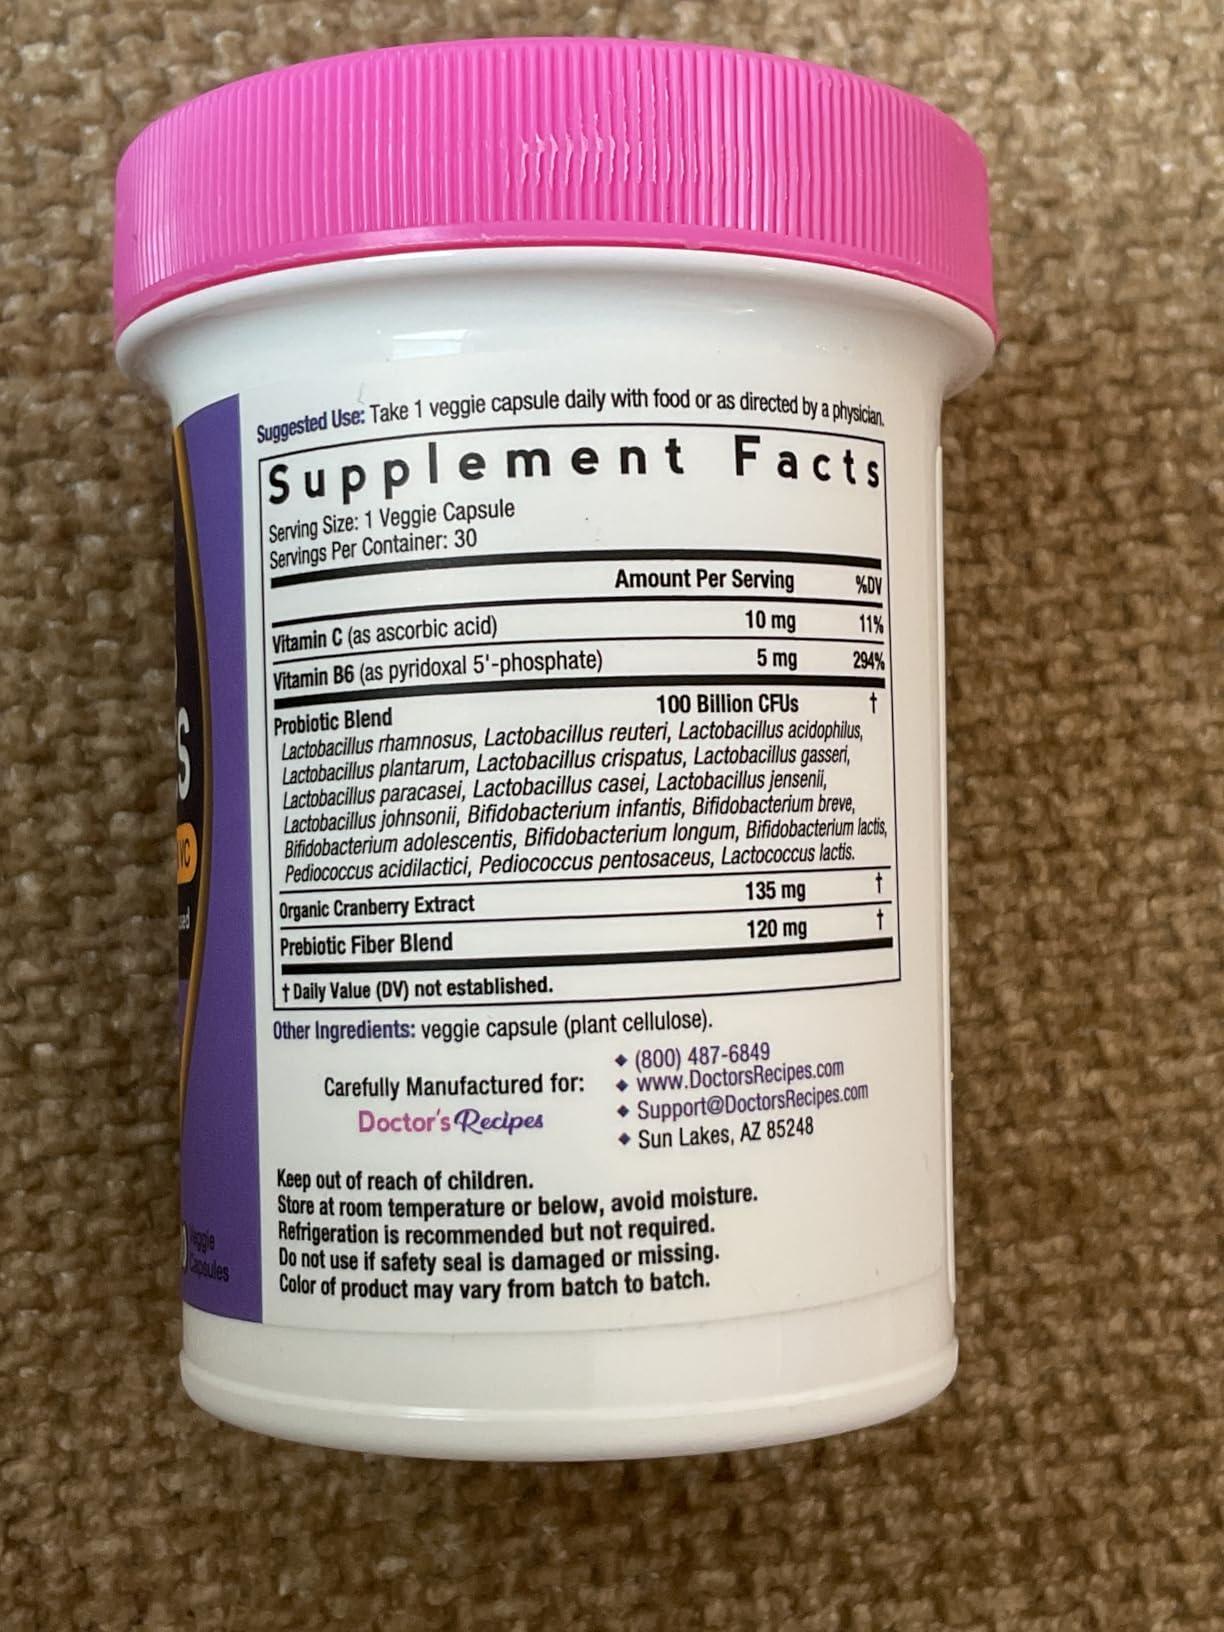 Suggested Use: Take 1 veggie capsule daily with food or as directed by a physician.
Supplement Facts
Serving Size: 1 Veggie Capsule
Servings Per Container: 30
Amount Per Serving %DV
Vitamin C (as ascorbic acid) 10 mg 11%
Vitamin B6 (as pyridoxal 5'-phosphate) 5 mg 294%
Probiotic Blend 100 Billion CFUs †
Lactobacillus rhamnosus, Lactobacillus reuteri, Lactobacillus acidophilus,
Lactobacillus plantarum, Lactobacillus crispatus, Lactobacillus gasseri,
Lactobacillus paracasei, Lactobacillus casei, Lactobacillus jensenii,
Lactobacillus johnsonii, Bifidobacterium infantis, Bifidobacterium breve,
Bifidobacterium adolescentis, Bifidobacterium longum, Bifidobacterium lactis,
Pediococcus acidilactici, Pediococcus pentosaceus, Lactococcus lactis.
Organic Cranberry Extract 135 mg †
Prebiotic Fiber Blend 120 mg †
† Daily Value (DV) not established.
Other Ingredients: veggie capsule (plant cellulose).
Carefully Manufactured for:
Doctor's Recipes
◆ (800) 487-6849
◆ www.DoctorsRecipes.com
◆ Support@DoctorsRecipes.com
◆ Sun Lakes, AZ 85248
Keep out of reach of children.
Store at room temperature or below, avoid moisture.
Refrigeration is recommended but not required.
Do not use if safety seal is damaged or missing.
Color of product may vary from batch to batch.
Veggie
Capsules